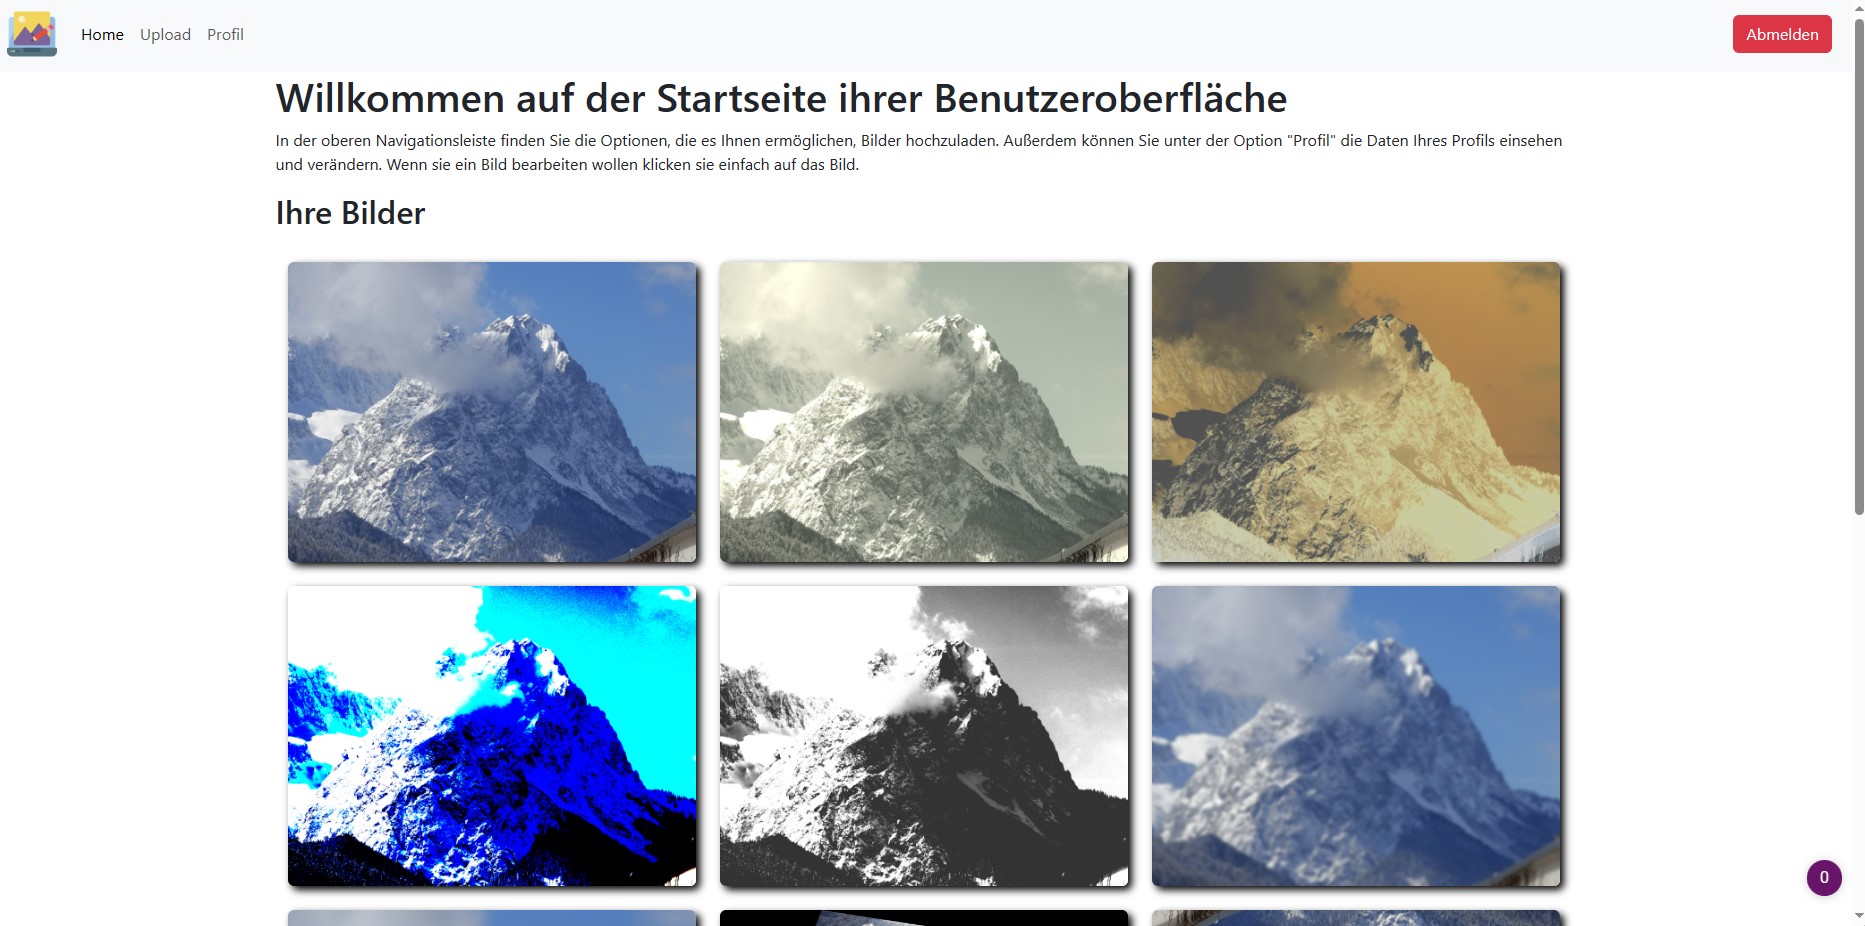 Home Upload Profil Abmelden
Willkommen auf der Startseite ihrer Benutzeroberfläche
In der oberen Navigationsleiste finden Sie die Optionen, die es Ihnen ermöglichen, Bilder hochzuladen. Außerdem können Sie unter der Option "Profil" die Daten Ihres Profils einsehen
und verändern. Wenn sie ein Bild bearbeiten wollen klicken sie einfach auf das Bild.
Ihre Bilder
0